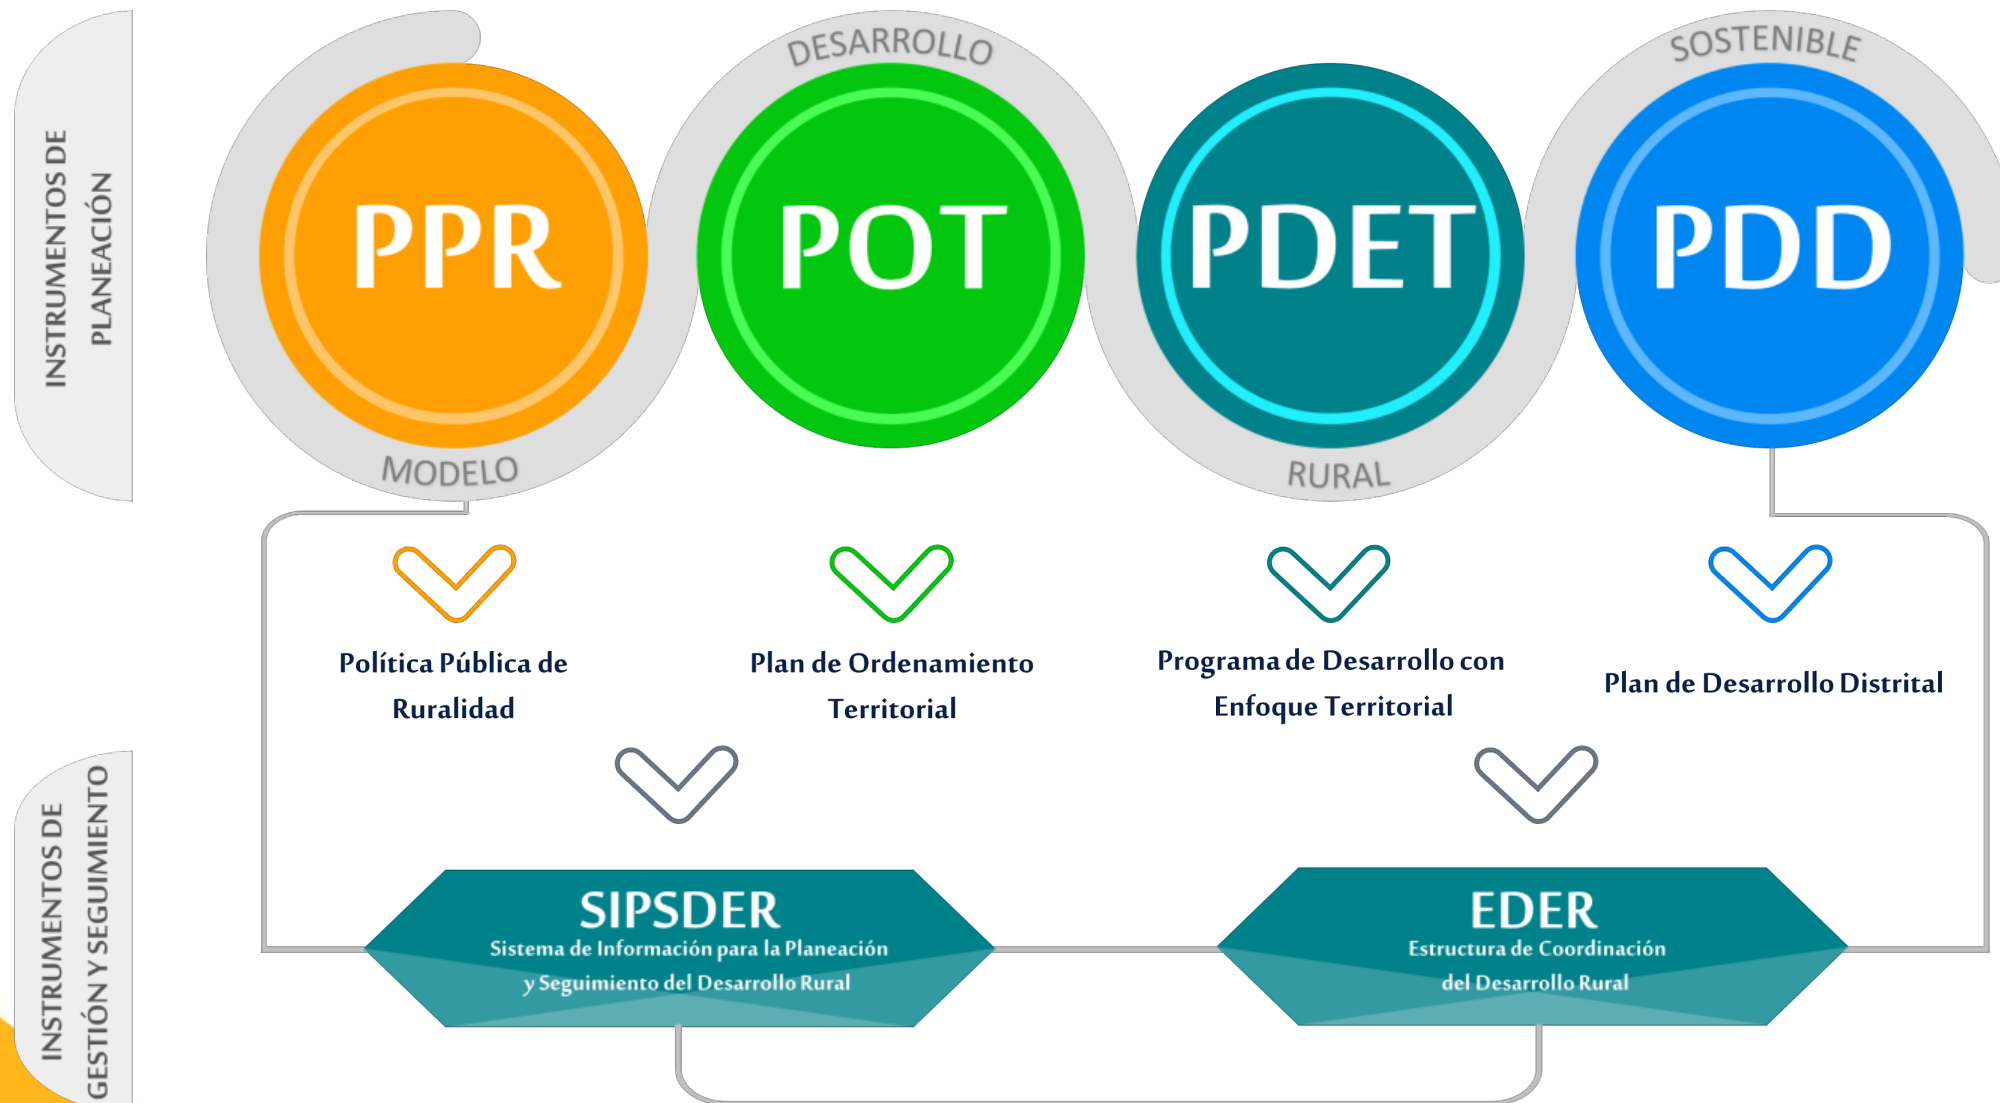 INSTRUMENTOS DE
PLANEACIÓN
DESARROLLO
SOSTENIBLE
PPR
POT
PDET
PDD
MODELO
RURAL
Política Pública de
Ruralidad
Plan de Ordenamiento
Territorial
Programa de Desarrollo con
Enfoque Territorial
Plan de Desarrollo Distrital
INSTRUMENTOS DE
GESTIÓN Y SEGUIMIENTO
SIPSDER
Sistema de Información para la Planeación
y Seguimiento del Desarrollo Rural
EDER
Estructura de Coordinación
del Desarrollo Rural